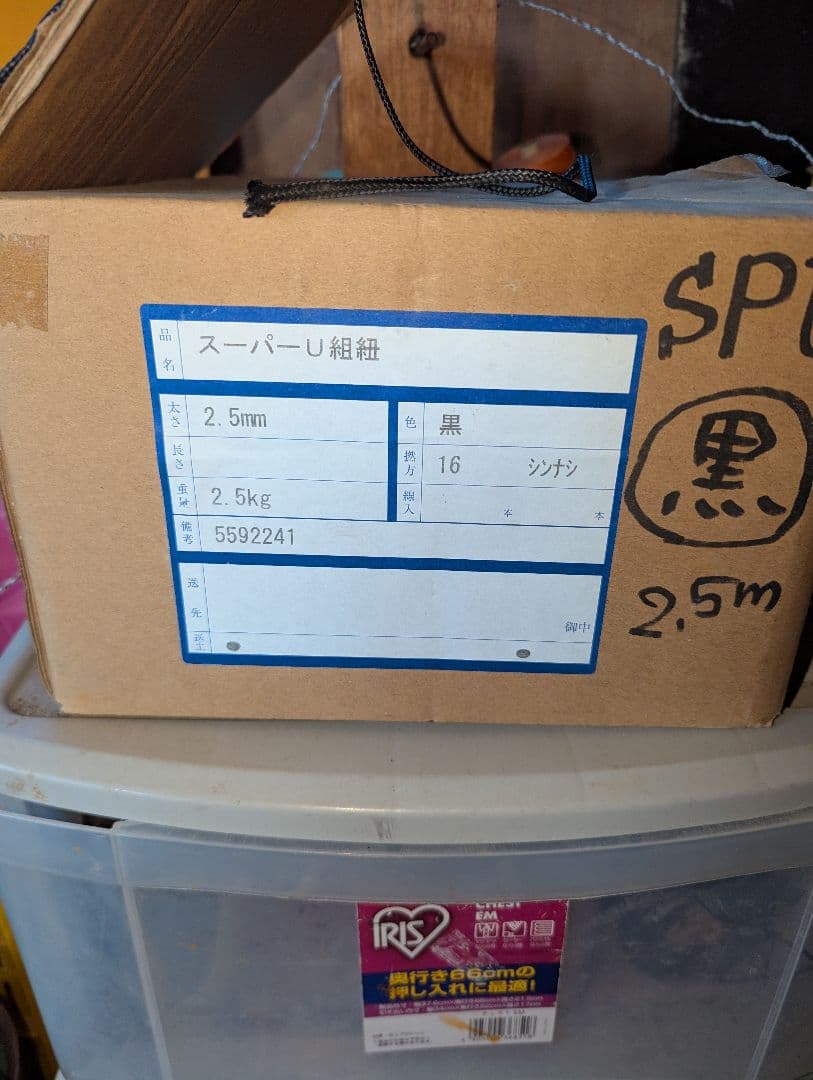 品名 スーパーU組紐
太さ 2.5mm 色 黒
長さ 撚方 16 シンナシ
重量 2.5kg 線入 本 本
備考 5592241
送先 御中
SPU
黒
2.5m
CHEST
EM
IRIS
奥行き66cmの
押し入れに最適!